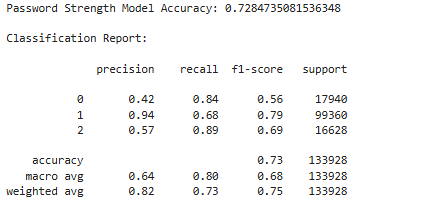 Password Strength Model Accuracy: 0.7284735081536348
Classification Report:
precision recall f1-score support
0 0.42 0.84 0.56 17940
1 0.94 0.68 0.79 99360
2 0.57 0.89 0.69 16628
accuracy 0.73 133928
macro avg 0.64 0.80 0.68 133928
weighted avg 0.82 0.73 0.75 133928